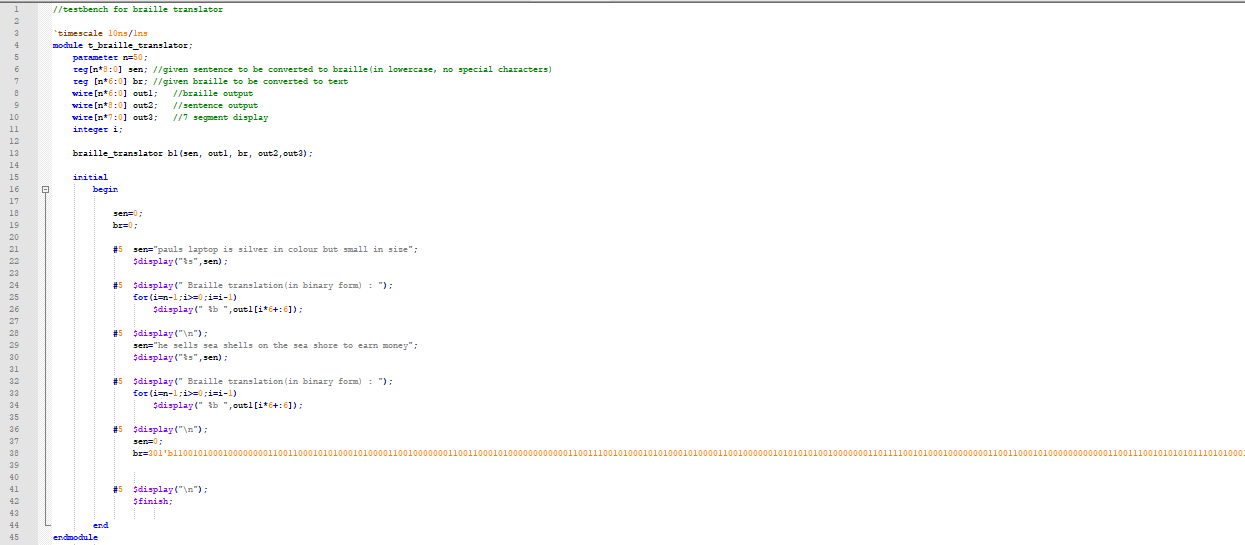 1 //testbench for braille translator
2
3 `timescale 10ns/1ns
4 module t_braille_translator;
5 parameter n=50;
6 reg[n*8:0] sen; //given sentence to be converted to braille(in lowercase, no special characters)
7 reg [n*6:0] br; //given braille to be converted to text
8 wire[n*6:0] out1; //braille output
9 wire[n*8:0] out2; //sentence output
10 wire[n*7:0] out3; //7 segment display
11 integer i;
12
13 braille_translator b1(sen, out1, br, out2,out3);
14
15 initial
16 begin
17
18 sen=0;
19 br=0;
20
21 #5 sen="pauls laptop is silver in colour but small in size";
22 $display("%s",sen);
23
24 #5 $display(" Braille translation(in binary form) : ");
25 for(i=n-1;i>=0;i=i-1)
26 $display(" %b ",out1[i*6+:6]);
27
28 #5 $display("\n");
29 sen="he sells sea shells on the sea shore to earn money";
30 $display("%s",sen);
31
32 #5 $display(" Braille translation(in binary form) : ");
33 for(i=n-1;i>=0;i=i-1)
34 $display(" %b ",out1[i*6+:6]);
35
36 #5 $display("\n");
37 sen=0;
38
39
40
41 #5 $display("\n");
42 $finish;
43
44 end
45 endmodule